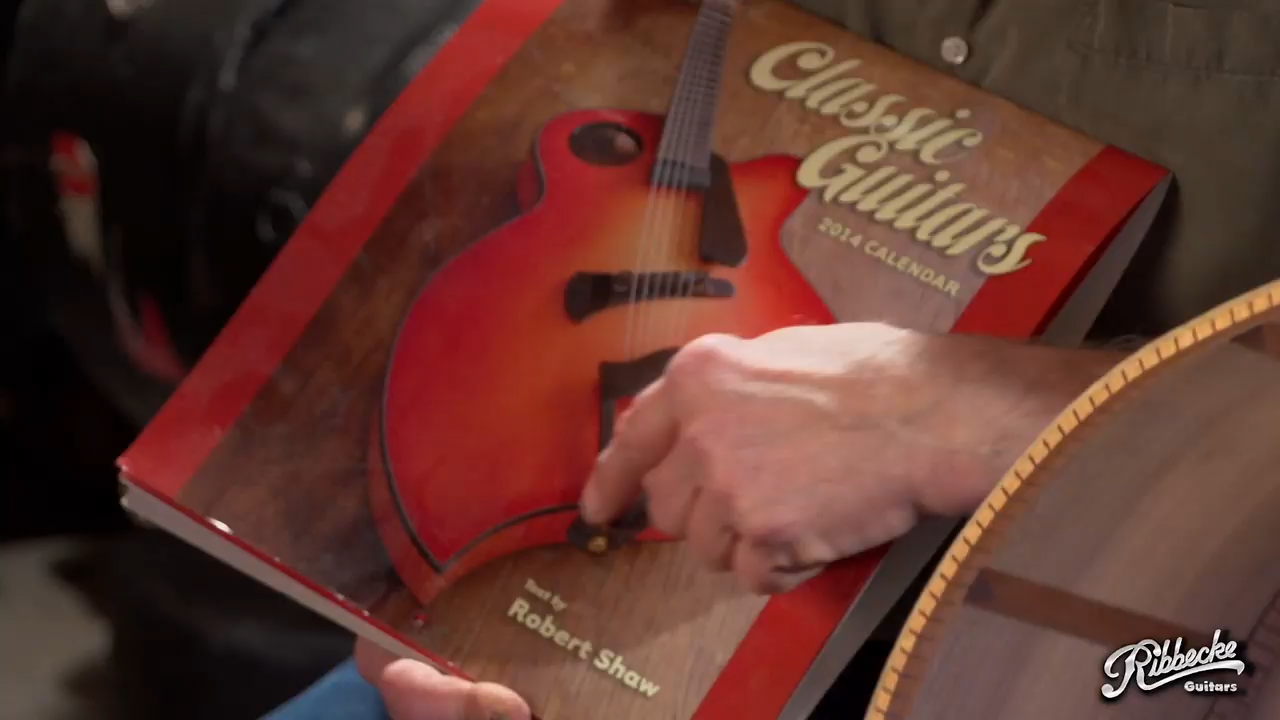 Classic
Guitars
2014 CALENDAR
Text by
Robert Shaw
Ribbecke
Guitars